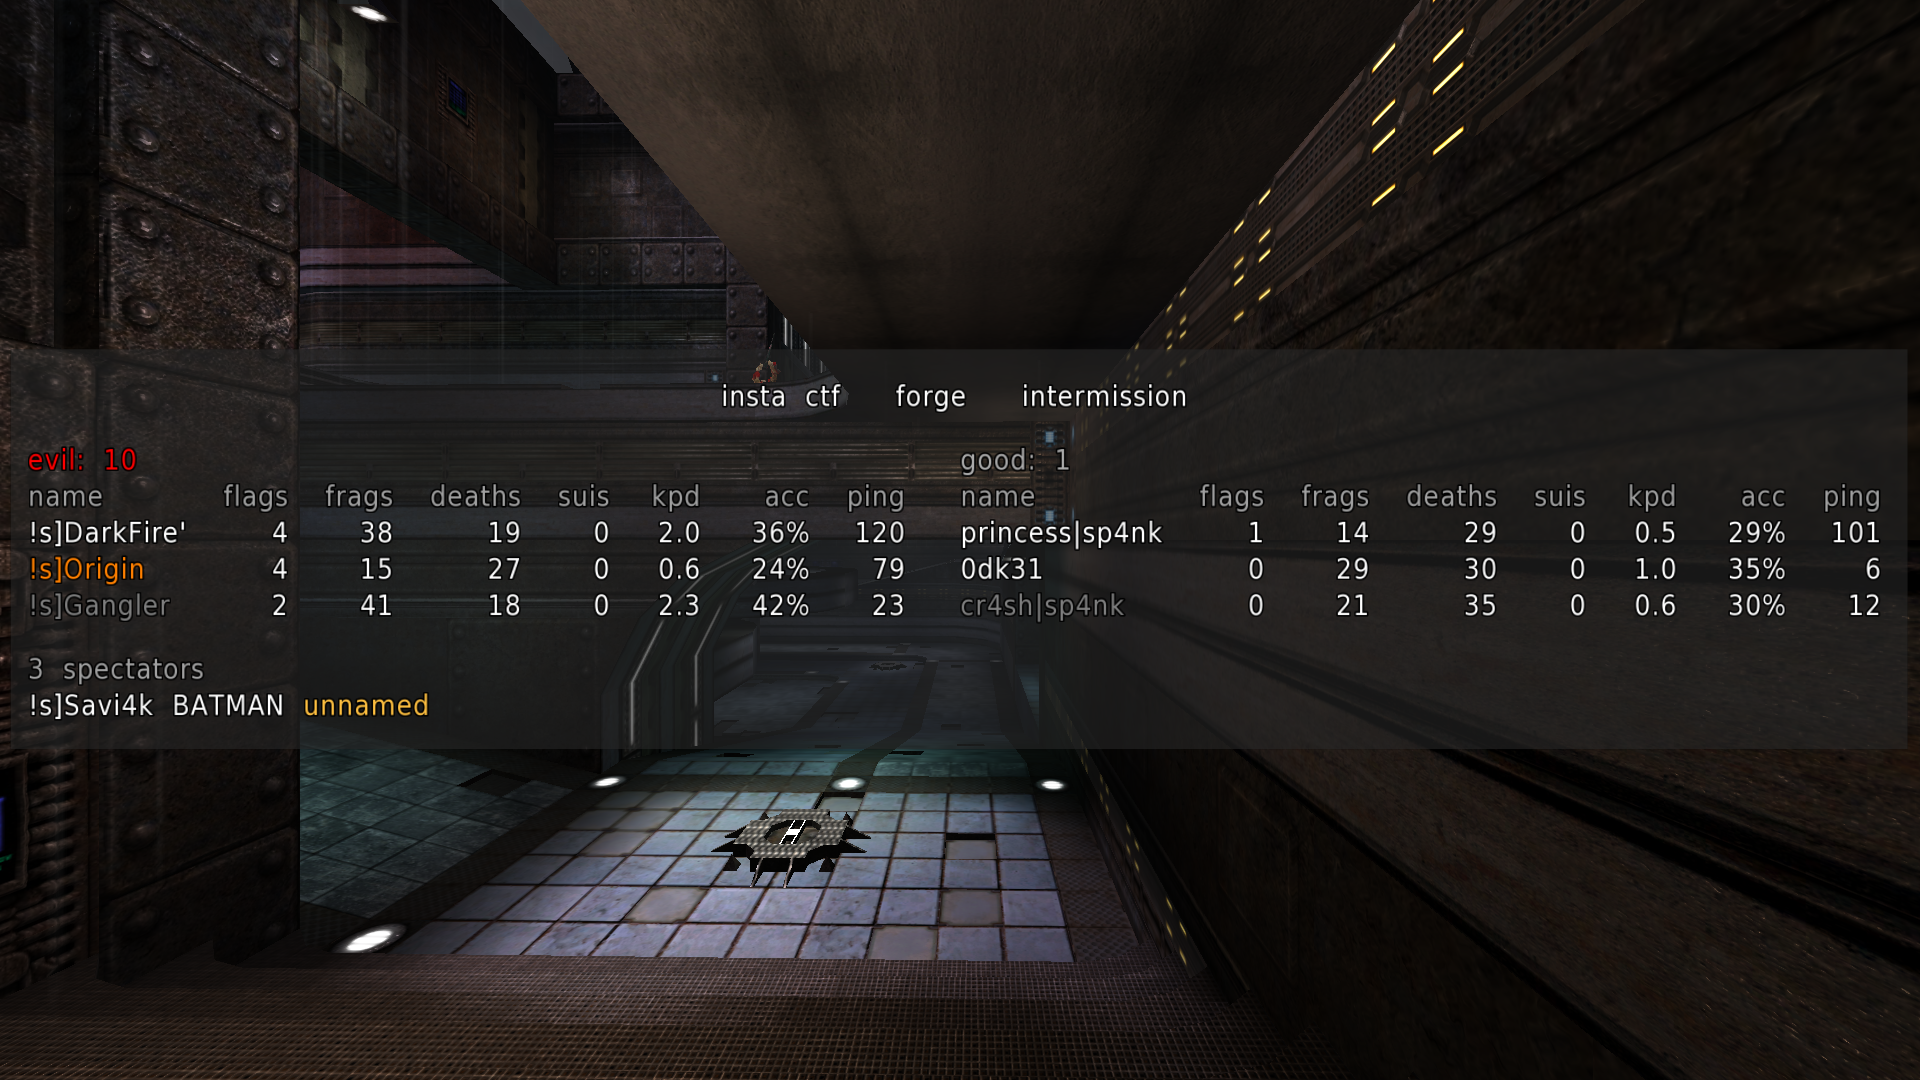 insta ctf forge intermission
evil: 10
name flags frags deaths suis kpd acc ping
!s]DarkFire' 4 38 19 0 2.0 36% 120
!s]Origin 4 15 27 0 0.6 24% 79
!s]Gangler 2 41 18 0 2.3 42% 23
good: 1
name flags frags deaths suis kpd acc ping
princess|sp4nk 1 14 29 0 0.5 29% 101
0dk31 0 29 30 0 1.0 35% 6
cr4sh|sp4nk 0 21 35 0 0.6 30% 12
3 spectators
!s]Savi4k BATMAN unnamed